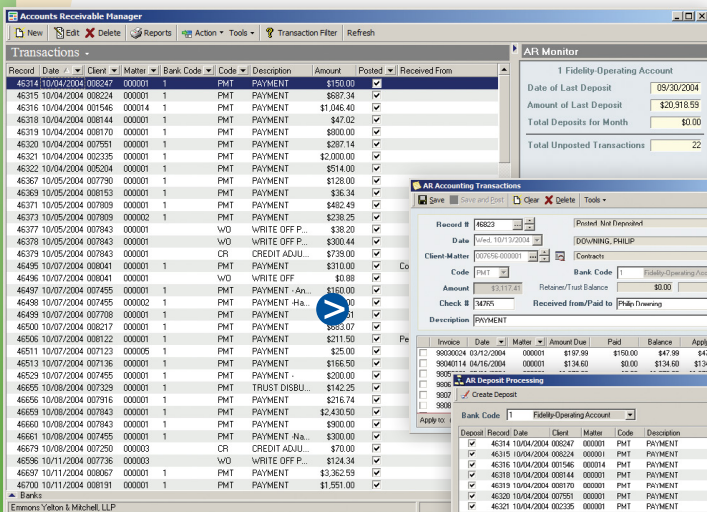 Accounts Receivable Manager
New Edit Delete Reports Action Tools Transaction Filter Refresh
Transactions
Record Date Client Matter Bank Code Code Description Amount Posted Received From
46314 10/04/2004 008247 000001 1 PMT PAYMENT $150.00
46315 10/04/2004 008224 000001 1 PMT PAYMENT $687.34
46316 10/04/2004 001546 000014 1 PMT PAYMENT $1,046.40
46318 10/04/2004 008144 000001 1 PMT PAYMENT $47.02
46319 10/04/2004 008170 000001 1 PMT PAYMENT $800.00
46320 10/04/2004 007551 000001 1 PMT PAYMENT $287.14
46321 10/04/2004 002335 000001 1 PMT PAYMENT $2,000.00
46322 10/04/2004 005204 000001 1 PMT PAYMENT $514.00
46367 10/05/2004 007790 000001 1 PMT PAYMENT $128.00
46369 10/05/2004 008153 000001 1 PMT PAYMENT $36.34
46371 10/05/2004 007809 000001 1 PMT PAYMENT $482.49
46373 10/05/2004 007809 000002 1 PMT PAYMENT $238.25
46377 10/05/2004 007843 000001 WO WRITE OFF P... $38.20
46378 10/05/2004 007843 000001 WO WRITE OFF P... $300.44
46379 10/05/2004 007843 000001 CR CREDIT ADJU... $739.00
46495 10/07/2004 008041 000001 1 PMT PAYMENT $310.00 Co
46496 10/07/2004 008041 000001 WO WRITE OFF $0.88
46497 10/07/2004 007455 000001 1 PMT PAYMENT - An... $160.00
46498 10/07/2004 007455 000002 1 PMT PAYMENT -Ha...
46499 10/07/2004 007708 000001 1 PMT PAYMENT
46500 10/07/2004 008217 000001 1 PMT PAYMENT $683.07
46506 10/07/2004 008122 000001 1 PMT PAYMENT $211.50 Pe
46511 10/07/2004 007123 000005 1 PMT PAYMENT $25.00
46513 10/07/2004 007136 000001 1 PMT PAYMENT $166.50
46529 10/07/2004 007455 000001 1 PMT PAYMENT - $200.00
46655 10/08/2004 007329 000001 1 PMT TRUST DISBU... $142.25
46656 10/08/2004 007916 000001 1 PMT PAYMENT $216.74
46659 10/08/2004 007843 000001 1 PMT PAYMENT $2,430.50
46660 10/08/2004 007843 000001 1 PMT PAYMENT $900.00
46661 10/08/2004 007455 000001 1 PMT PAYMENT -Na... $300.00
46679 10/08/2004 007250 000003 CR CREDIT ADJU... $70.00
46596 10/11/2004 007736 000003 WO WRITE OFF P... $124.34
46697 10/11/2004 008067 000001 1 PMT PAYMENT $3,362.59
46700 10/11/2004 008191 000001 1 PMT PAYMENT $1,551.00
Banks
Emmons Yelton & Mitchell, LLP
AR Monitor
1 Fidelity-Operating Account
Date of Last Deposit 09/30/2004
Amount of Last Deposit $20,918.59
Total Deposits for Month $0.00
Total Unposted Transactions 22
AR Accounting Transactions
Save Save and Post Clear Delete Tools
Record # 46823 Posted Not Deposited
Date Wed, 10/13/2004 DOWNING, PHILIP
Client-Matter 007656-000001 Contracts
Code PMT Bank Code 1 Fidelity-Operating Acc
Amount $3,117.41 Retainer/Trust Balance $0.00
Check # 34765 Received from/Paid to Philip Downing
Description PAYMENT
Invoice Date Matter Amount Due Paid Balance Apply
98030024 03/12/2004 000001 $197.99 $150.00 $47.99 $47
98040114 04/16/2004 000001 $134.60 $0.00 $134.60 $134
9806
9807
9808
Apply to:
AR Deposit Processing
Create Deposit
Bank Code 1 Fidelity-Operating Account
Deposit Record Date Client Matter Code Description
46314 10/04/2004 008247 000001 PMT PAYMENT
46315 10/04/2004 008224 000001 PMT PAYMENT
46316 10/04/2004 001546 000014 PMT PAYMENT
46318 10/04/2004 008144 000001 PMT PAYMENT
46319 10/04/2004 008170 000001 PMT PAYMENT
46320 10/04/2004 007551 000001 PMT PAYMENT
46321 10/04/2004 002335 000001 PMT PAYMENT